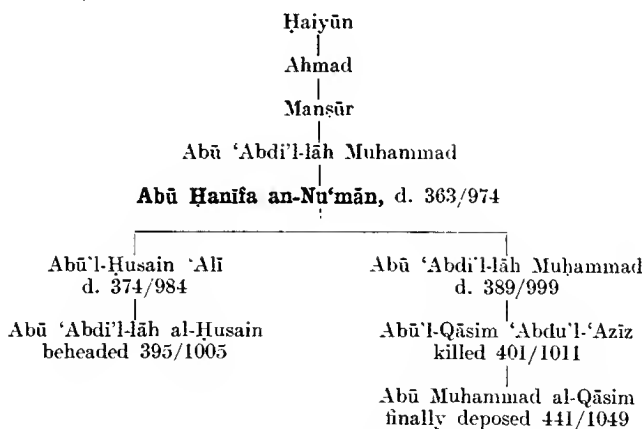 Ḥaiyūn
Ahmad
Manṣūr
Abū ‘Abdi’l-lāh Muhammad
Abū Ḥanīfa an-Nu‘mān, d. 363/974
Abū’l-Ḥusain ‘Alī
d. 374/984
Abū ‘Abdi’l-lāh al-Ḥusain
beheaded 395/1005
Abū ‘Abdi’l-lāh Muḥammad
d. 389/999
Abū’l-Qāsim ‘Abdu’l-‘Azīz
killed 401/1011
Abū Muhammad al-Qāsim
finally deposed 441/1049